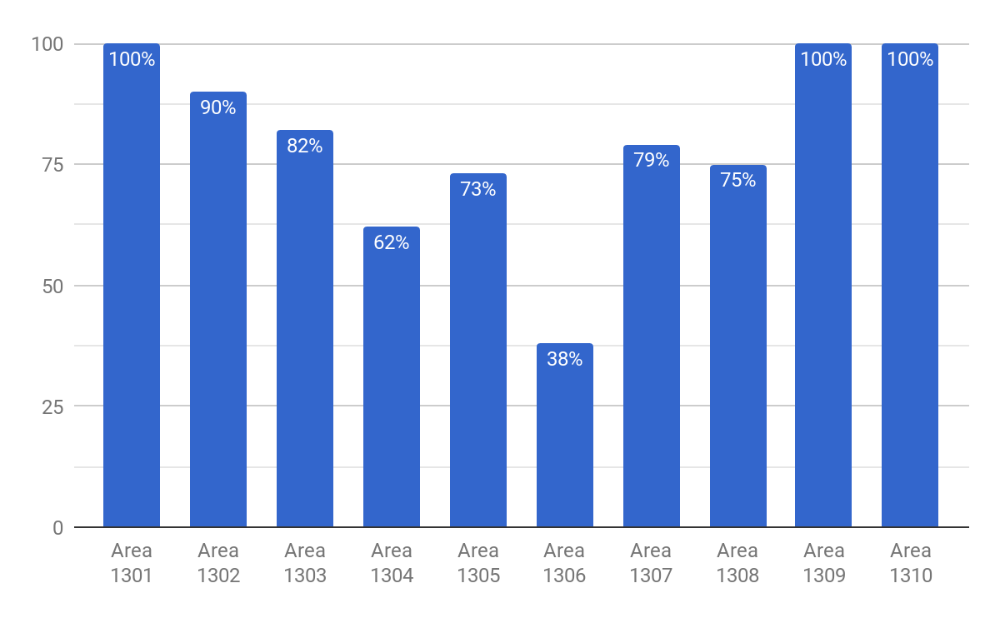 100
75
50
25
0
100%
90%
82%
62%
73%
38%
79%
75%
100%
100%
Area 1301
Area 1302
Area 1303
Area 1304
Area 1305
Area 1306
Area 1307
Area 1308
Area 1309
Area 1310